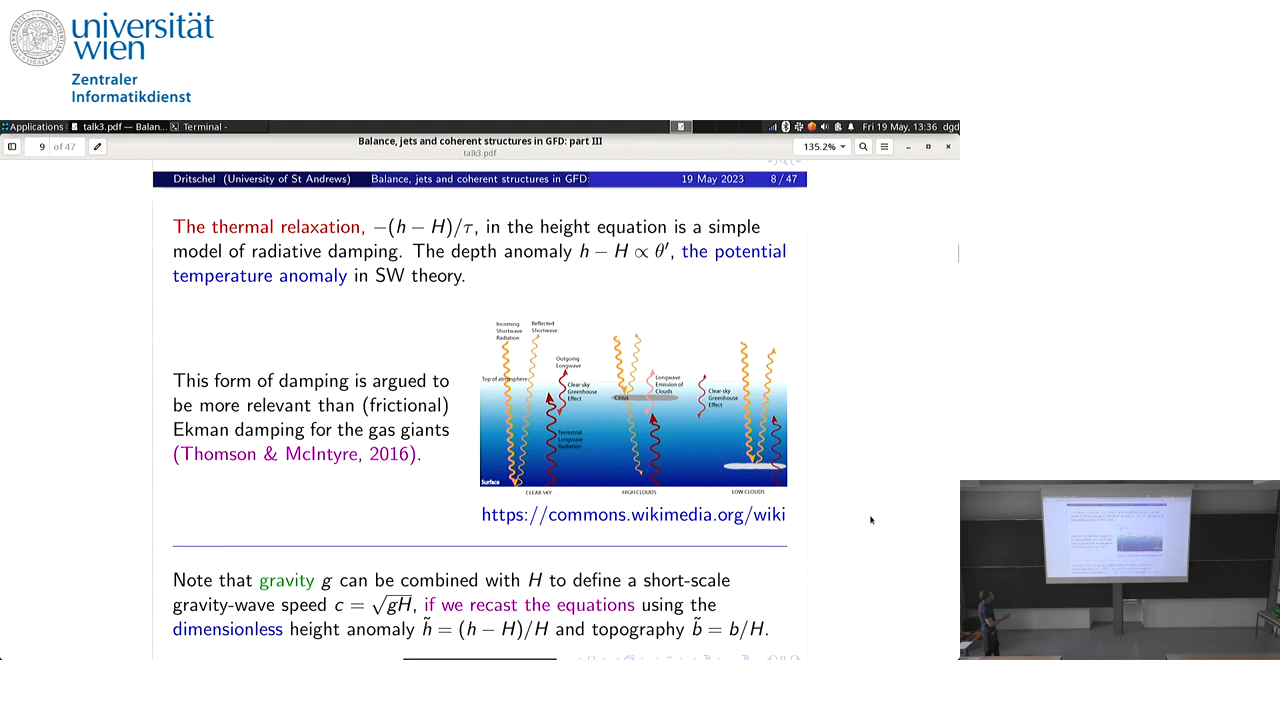 universität
wien
Zentraler
Informatikdienst
Applications talk3.pdf — Balan... Terminal - Fri 19 May, 13:36 dgd
9 of 47 Balance, jets and coherent structures in GFD: part III 135.2%
talk3.pdf
Dritschel (University of St Andrews) Balance, jets and coherent structures in GFD: 19 May 2023 8 / 47
The thermal relaxation, −(h − H)/τ, in the height equation is a simple
model of radiative damping. The depth anomaly h − H ∝ θ′, the potential
temperature anomaly in SW theory.
This form of damping is argued to
be more relevant than (frictional)
Ekman damping for the gas giants
(Thomson & McIntyre, 2016).
Incoming
Shortwave
Radiation
Reflected
Shortwave
Outgoing
Longwave
Top of atmosphere
Clear-sky
Greenhouse
Effect
Terrestrial
Longwave
Radiation
Surface
CLEAR SKY
Longwave
Emission of
Clouds
Cirrus
HIGH CLOUDS
Clear-sky
Greenhouse
Effect
LOW CLOUDS
https://commons.wikimedia.org/wiki
Note that gravity g can be combined with H to define a short-scale
gravity-wave speed c = √gH, if we recast the equations using the
dimensionless height anomaly h̃ = (h − H)/H and topography b̃ = b/H.